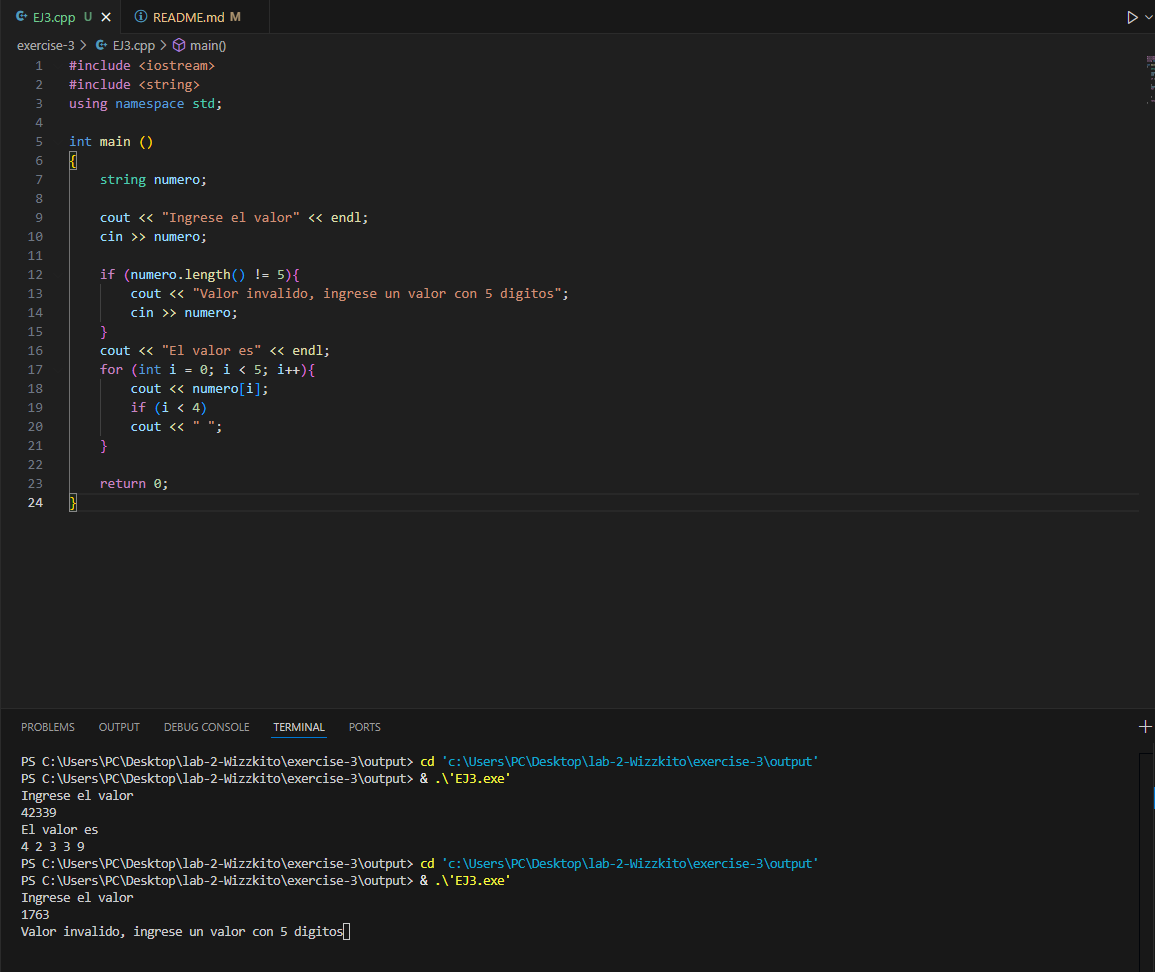 EJ3.cpp U README.md M
exercise-3 > EJ3.cpp > main()
1 #include <iostream>
2 #include <string>
3 using namespace std;
4
5 int main ()
6 {
7 string numero;
8
9 cout << "Ingrese el valor" << endl;
10 cin >> numero;
11
12 if (numero.length() != 5){
13 cout << "Valor invalido, ingrese un valor con 5 digitos";
14 cin >> numero;
15 }
16 cout << "El valor es" << endl;
17 for (int i = 0; i < 5; i++){
18 cout << numero[i];
19 if (i < 4)
20 cout << " ";
21 }
22
23 return 0;
24 }
PROBLEMS OUTPUT DEBUG CONSOLE TERMINAL PORTS
PS C:\Users\PC\Desktop\lab-2-Wizzkito\exercise-3\output> cd 'c:\Users\PC\Desktop\lab-2-Wizzkito\exercise-3\output'
PS C:\Users\PC\Desktop\lab-2-Wizzkito\exercise-3\output> & .\'EJ3.exe'
Ingrese el valor
42339
El valor es
4 2 3 3 9
PS C:\Users\PC\Desktop\lab-2-Wizzkito\exercise-3\output> cd 'c:\Users\PC\Desktop\lab-2-Wizzkito\exercise-3\output'
PS C:\Users\PC\Desktop\lab-2-Wizzkito\exercise-3\output> & .\'EJ3.exe'
Ingrese el valor
1763
Valor invalido, ingrese un valor con 5 digitos